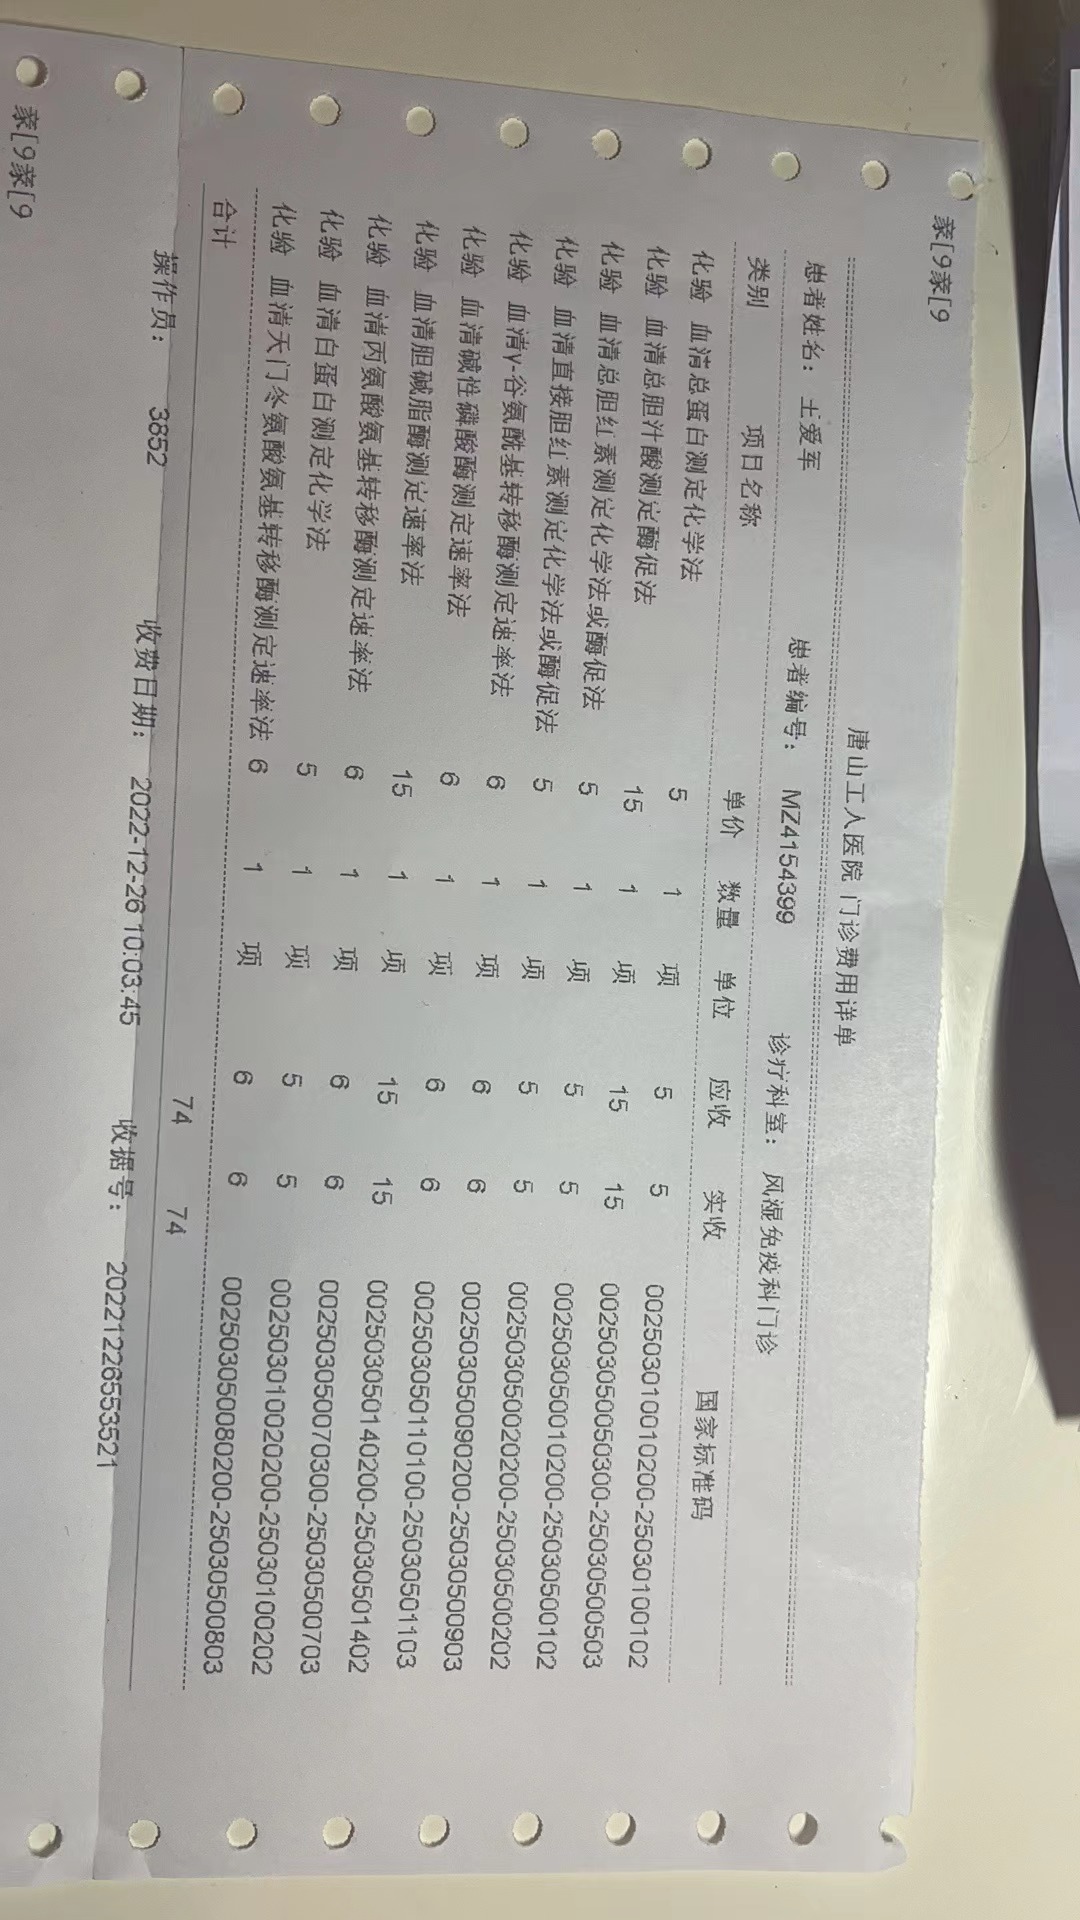 豙[9豙[9
唐山工人医院 门诊费用详单
患者姓名： 王爱军 患者编号： MZ4154399 诊疗科室： 风湿免疫科门诊
类别 项目名称 单价 数量 单位 应收 实收 国家标准码
化验 血清总蛋白测定化学法 5 1 项 5 5 002503010010200-25030100102
化验 血清总胆汁酸测定酶促法 15 1 项 15 15 002503050050300-25030500503
化验 血清总胆红素测定化学法或酶促法 5 1 项 5 5 002503050010200-25030500102
化验 血清直接胆红素测定化学法或酶促法 5 1 项 5 5 002503050020200-25030500202
化验 血清γ-谷氨酰基转移酶测定速率法 6 1 项 6 6 002503050090200-25030500903
化验 血清碱性磷酸酶测定速率法 6 1 项 6 6 002503050110100-25030501103
化验 血清胆碱脂酶测定速率法 15 1 项 15 15 002503050140200-25030501402
化验 血清丙氨酸氨基转移酶测定速率法 6 1 项 6 6 002503050070300-25030500703
化验 血清白蛋白测定化学法 5 1 项 5 5 002503010020200-25030100202
化验 血清天门冬氨酸氨基转移酶测定速率法 6 1 项 6 6 002503050080200-25030500803
合计 74 74
操作员： 3852 收费日期： 2022-12-26 10:03:45 收据号： 20221226553521
豙[9豙[9